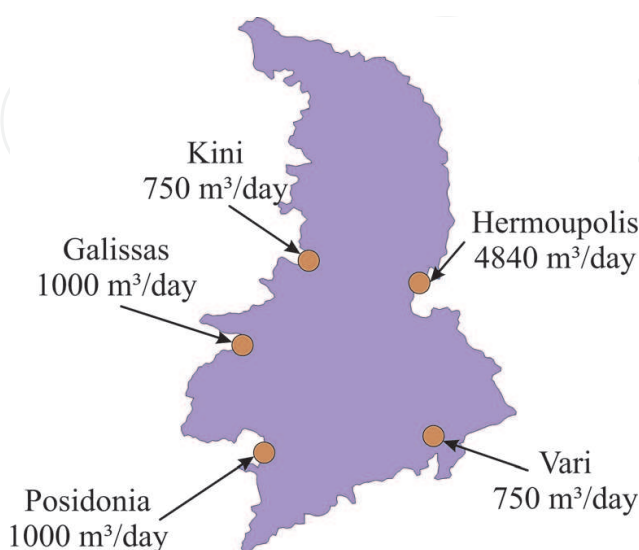 Kini
750 m³/day
Hermoupolis
4840 m³/day
Galissas
1000 m³/day
Vari
750 m³/day
Posidonia
1000 m³/day